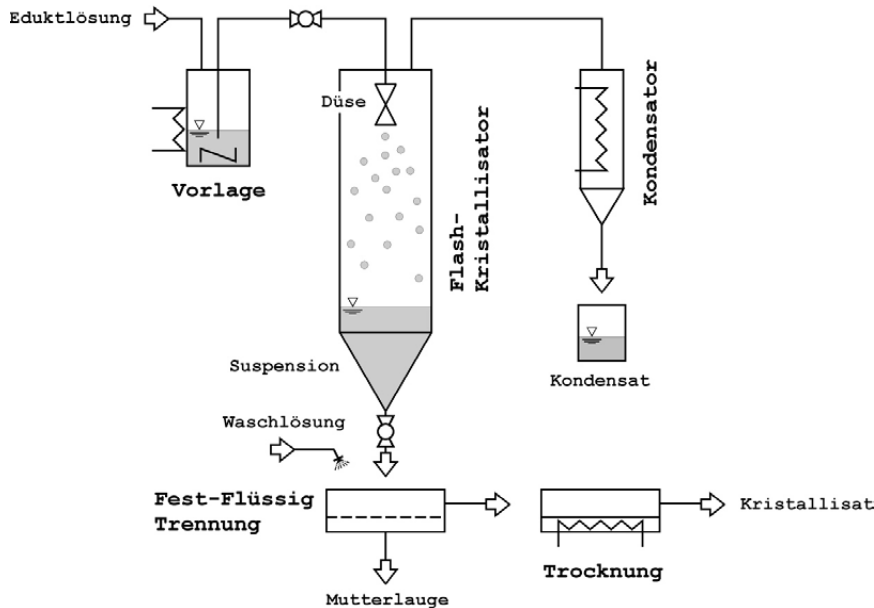 Eduktlösung
Düse
Vorlage
Flash-
Kristallisator
Kondensator
Suspension
Kondensat
Waschlösung
Fest-Flüssig
Trennung
Kristallisat
Trocknung
Mutterlauge